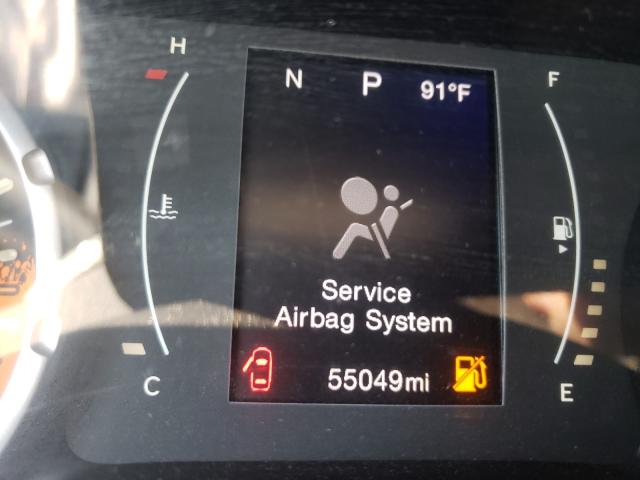 H
N P 91°F
F
Service
Airbag System
55049mi
C
E